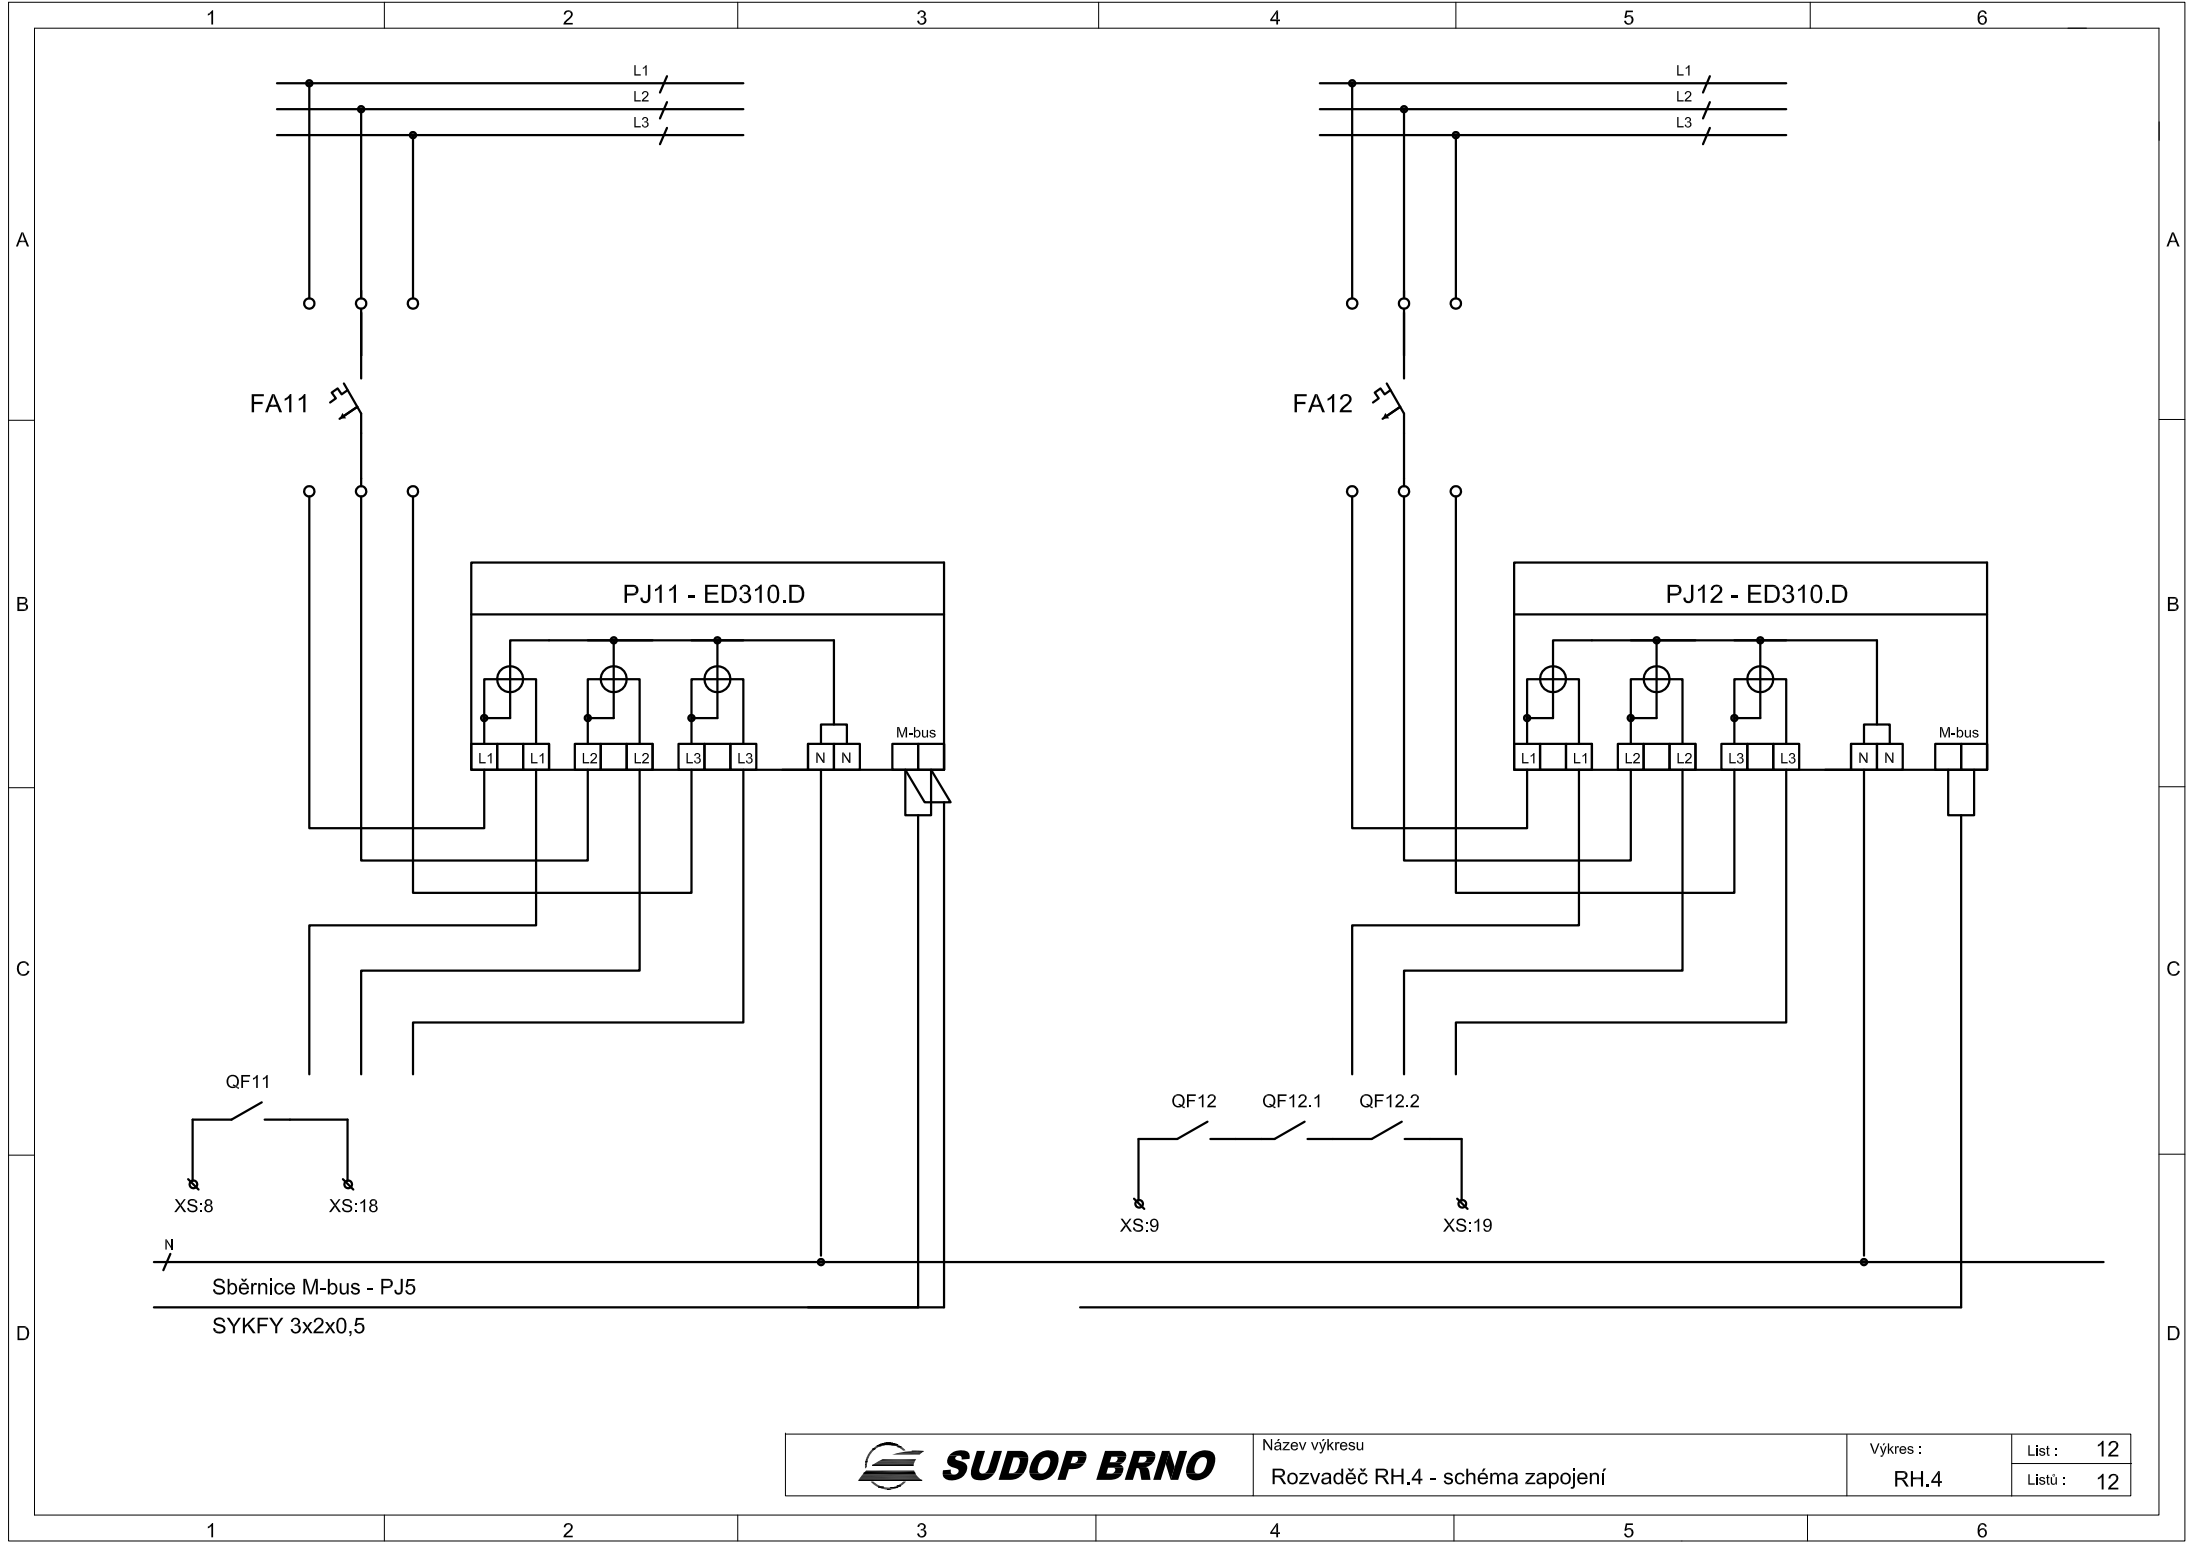 1 2 3 4 5 6
L1
L2
L3
L1
L2
L3
A
A
FA11
FA12
B
B
PJ11 - ED310.D
PJ12 - ED310.D
M-bus
M-bus
L1 L1 L2 L2 L3 L3 N N
L1 L1 L2 L2 L3 L3 N N
C
C
QF11
QF12 QF12.1 QF12.2
XS:8 XS:18
XS:9 XS:19
N
Sběrnice M-bus - PJ5
SYKFY 3x2x0,5
D
D
SUDOP BRNO
Název výkresu
Rozvaděč RH.4 - schéma zapojení
Výkres :
RH.4
List : 12
Listů : 12
1 2 3 4 5 6